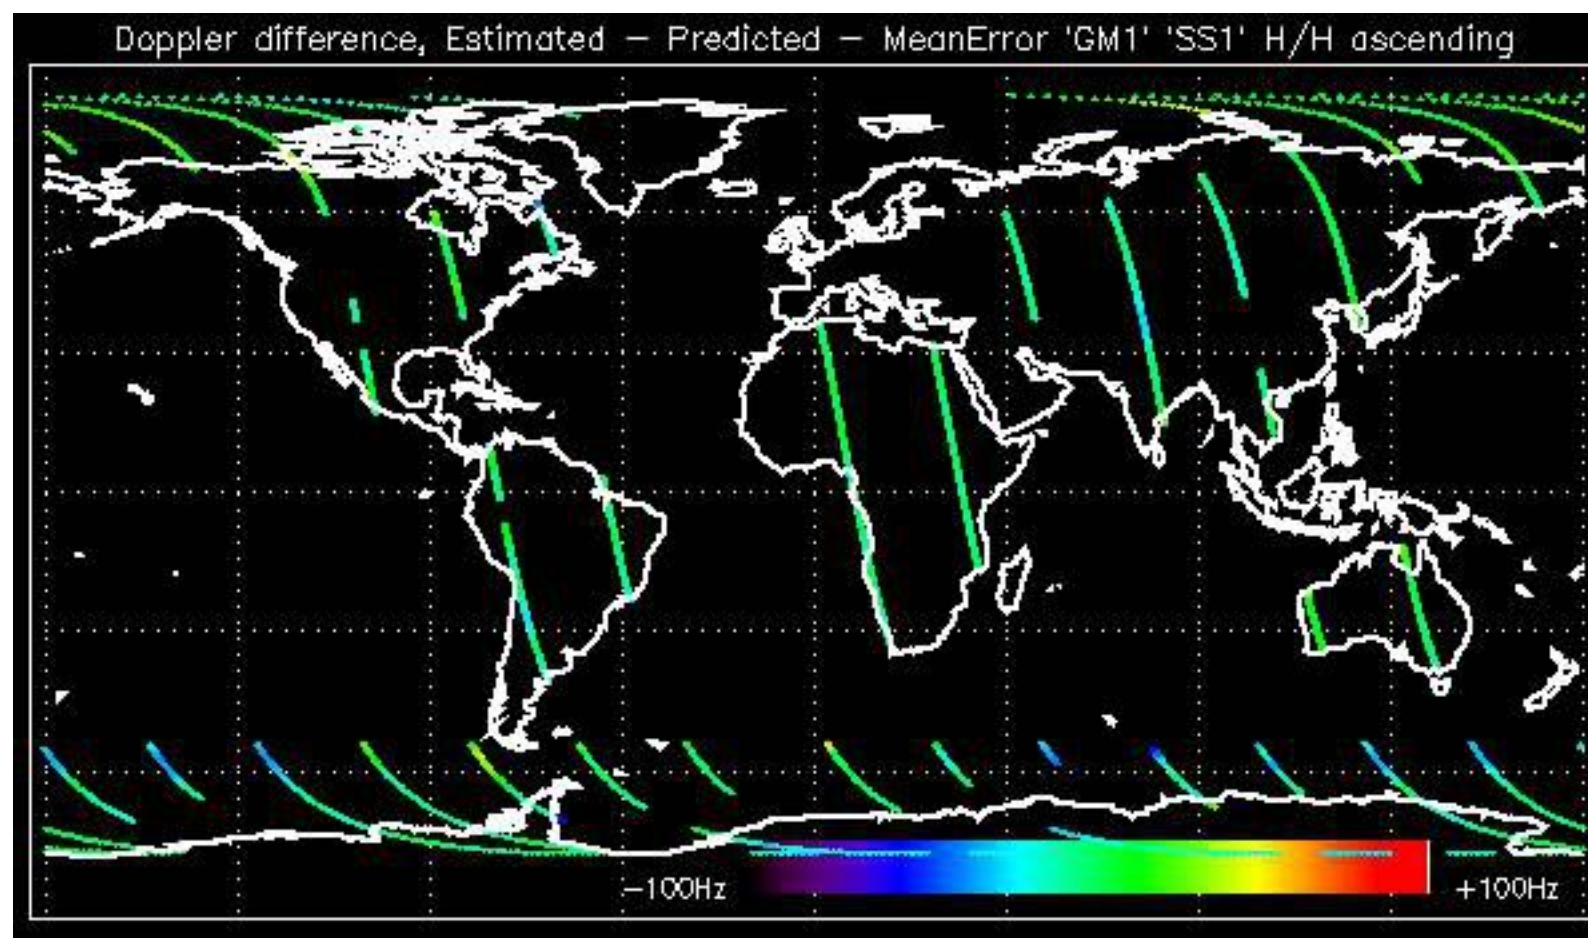 Doppler difference, Estimated – Predicted – MeanError 'GM1' 'SS1' H/H ascending
–100Hz +100Hz